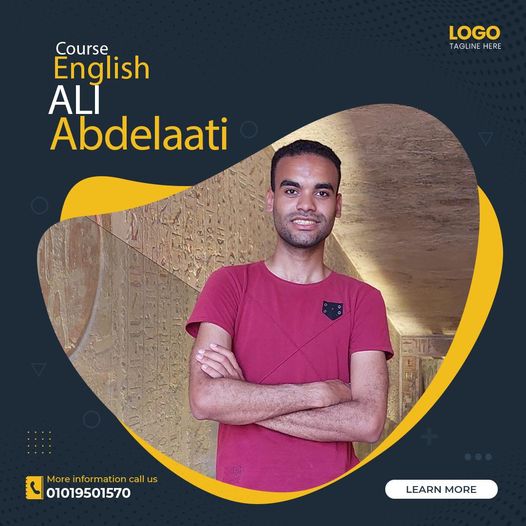 LOGO
TAGLINE HERE
Course
English
ALI
Abdelaati
More information call us
01019501570
LEARN MORE